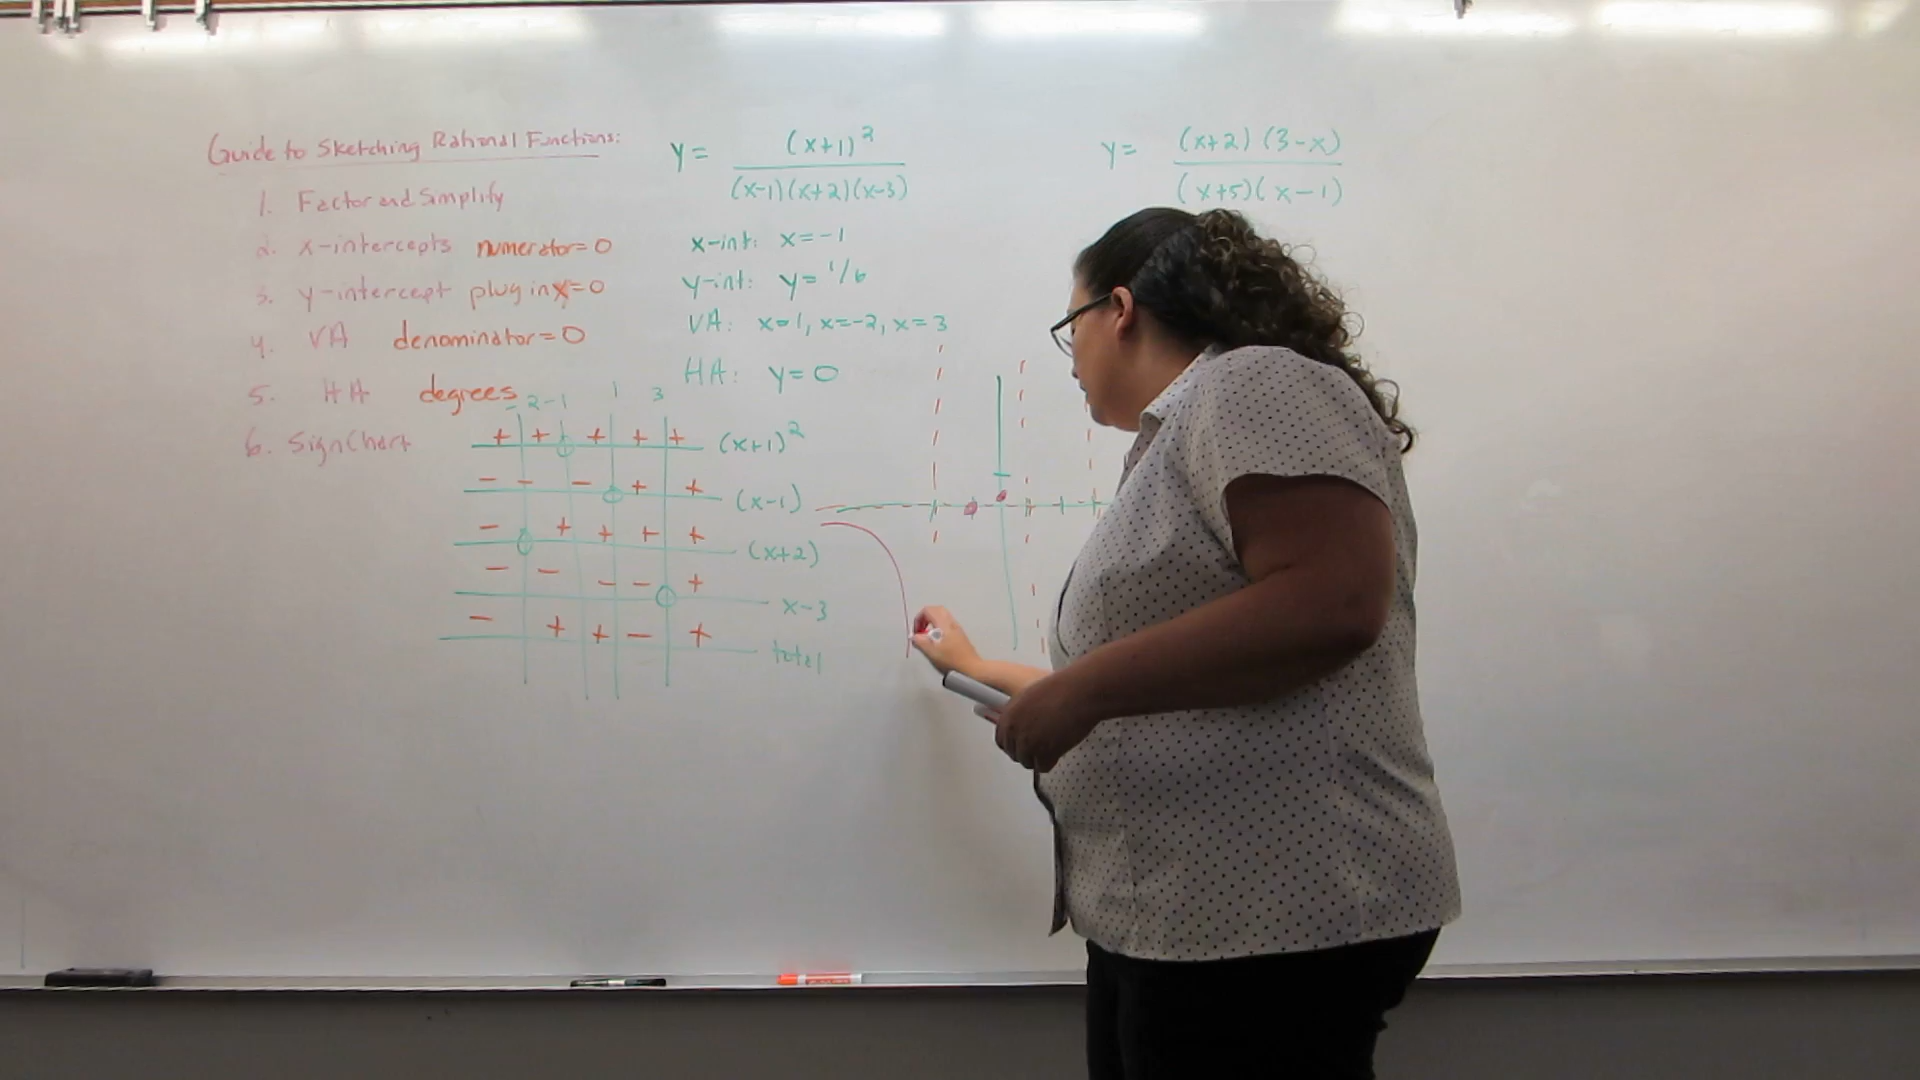 Guide to Sketching Rational Functions:
1. Factor and Simplify
2. x-intercepts numerator=0
3. y-intercept plug in x=0
4. VA denominator=0
5. HA degrees
6. Sign Chart
y= (x+1)²
(x-1)(x+2)(x-3)
x-int: x=-1
y-int: y=1/6
VA: x=1, x=-2, x=3
HA: y=0
-2 -1 1 3
+ + + + + (x+1)²
- - - + + (x-1)
- + + + + (x+2)
- - - - + x-3
- + + - + total
y= (x+2)(3-x)
(x+5)(x-1)